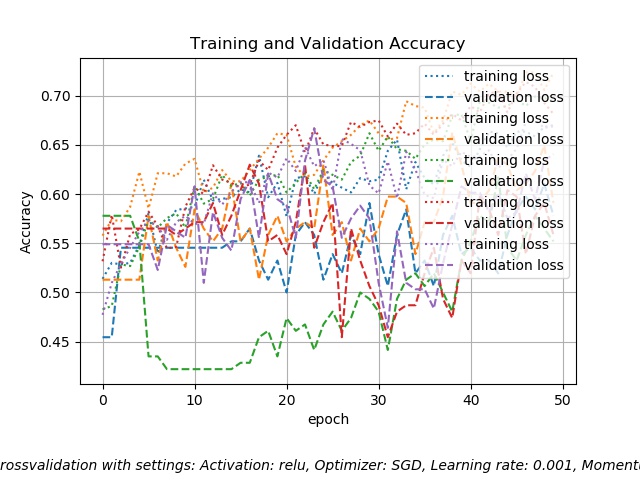 Training and Validation Accuracy
training loss
validation loss
training loss
validation loss
training loss
validation loss
training loss
validation loss
training loss
validation loss
0.70
0.65
0.60
0.55
0.50
0.45
Accuracy
0 10 20 30 40 50
epoch
rossvalidation with settings: Activation: relu, Optimizer: SGD, Learning rate: 0.001, Moment